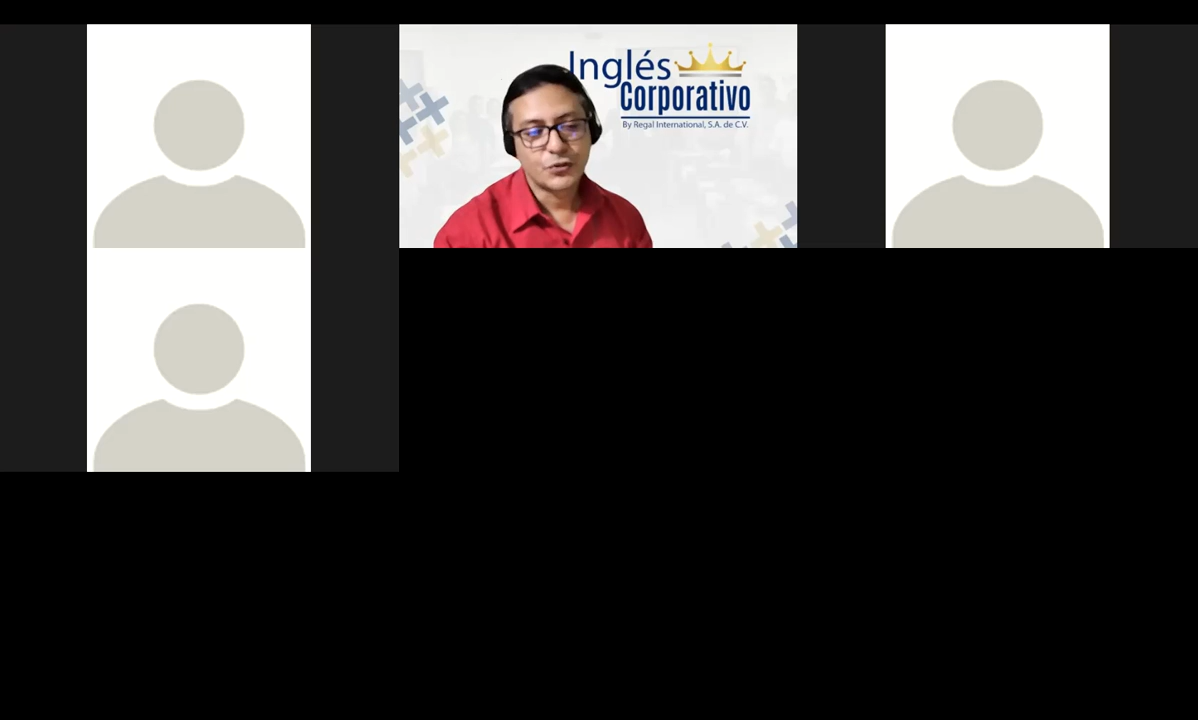 Inglés
Corporativo
By Regal International, S.A. de C.V.